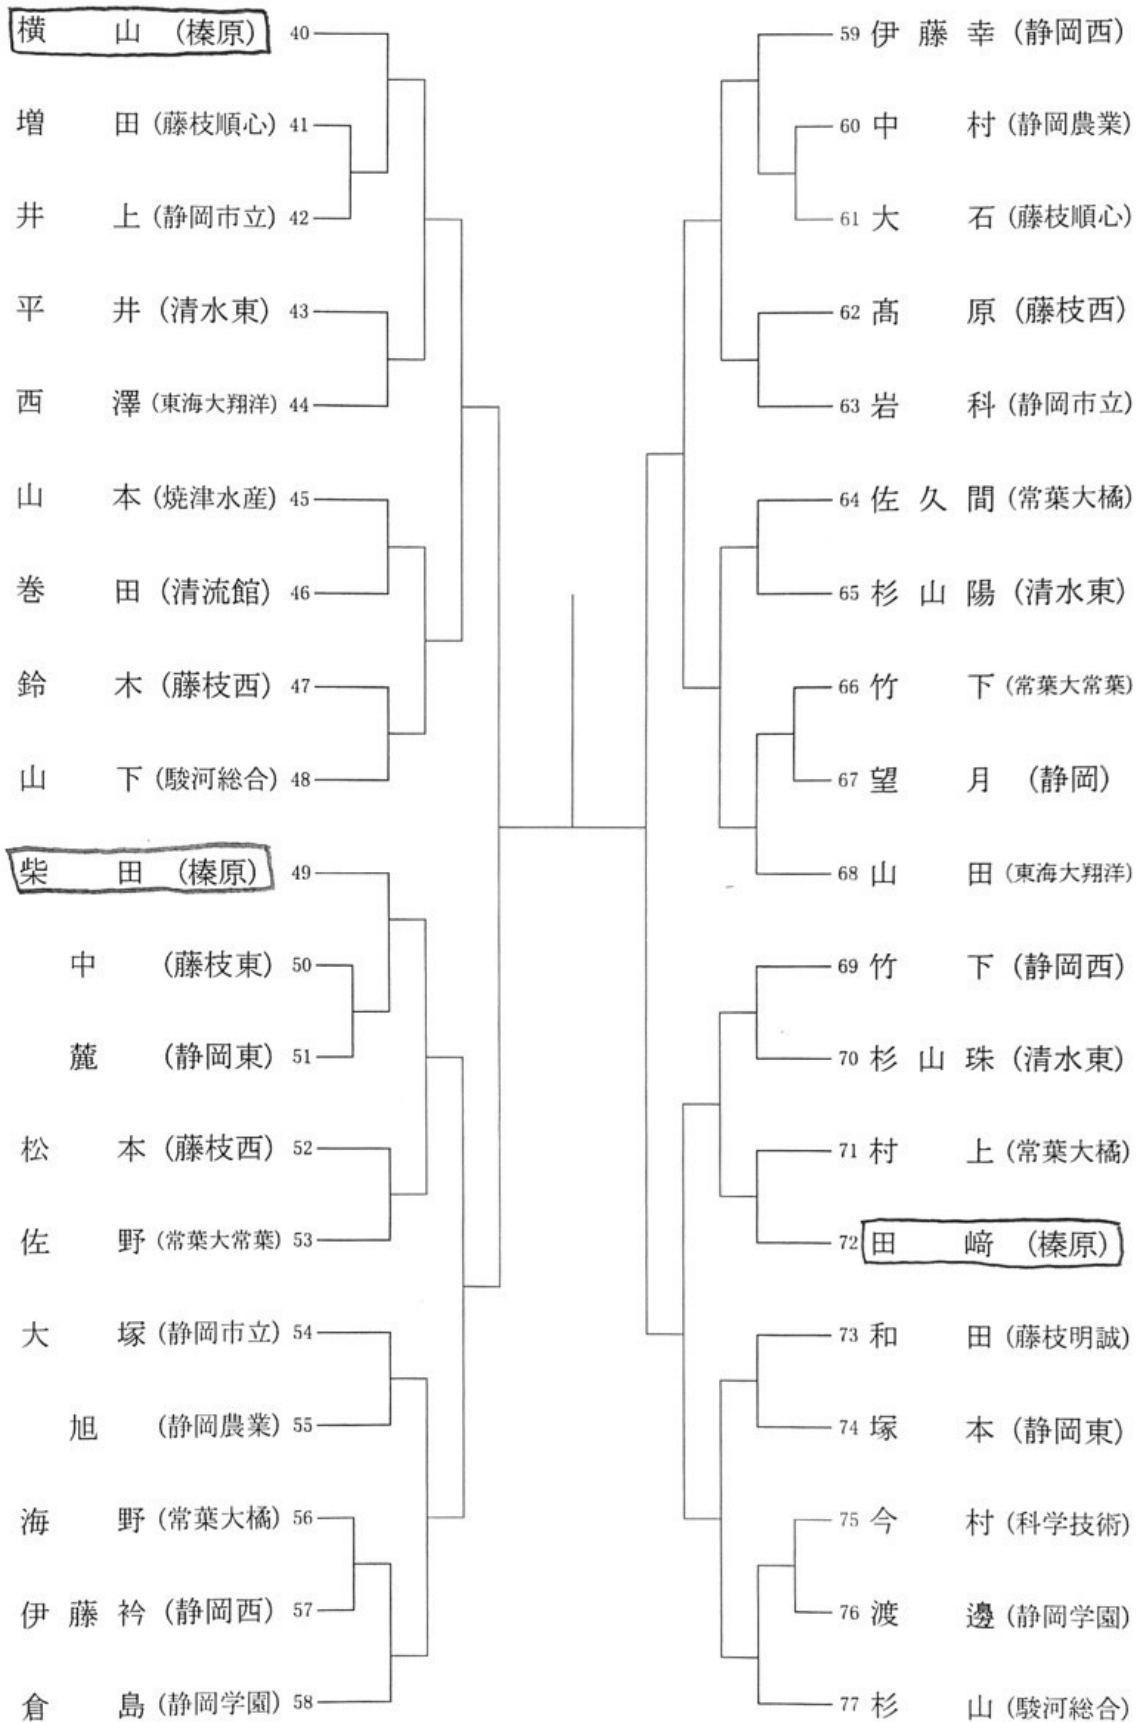 横山(榛原) 40
増田(藤枝順心) 41
井上(静岡市立) 42
平井(清水東) 43
西澤(東海大翔洋) 44
山本(焼津水産) 45
巻田(清流館) 46
鈴木(藤枝西) 47
山下(駿河総合) 48
柴田(榛原) 49
中(藤枝東) 50
麓(静岡東) 51
松本(藤枝西) 52
佐野(常葉大常葉) 53
大塚(静岡市立) 54
旭(静岡農業) 55
海野(常葉大橘) 56
伊藤衿(静岡西) 57
倉島(静岡学園) 58
59 伊藤幸(静岡西)
60 中村(静岡農業)
61 大石(藤枝順心)
62 髙原(藤枝西)
63 岩科(静岡市立)
64 佐久間(常葉大橘)
65 杉山陽(清水東)
66 竹下(常葉大常葉)
67 望月(静岡)
68 山田(東海大翔洋)
69 竹下(静岡西)
70 杉山珠(清水東)
71 村上(常葉大橘)
72 田﨑(榛原)
73 和田(藤枝明誠)
74 塚本(静岡東)
75 今村(科学技術)
76 渡邊(静岡学園)
77 杉山(駿河総合)